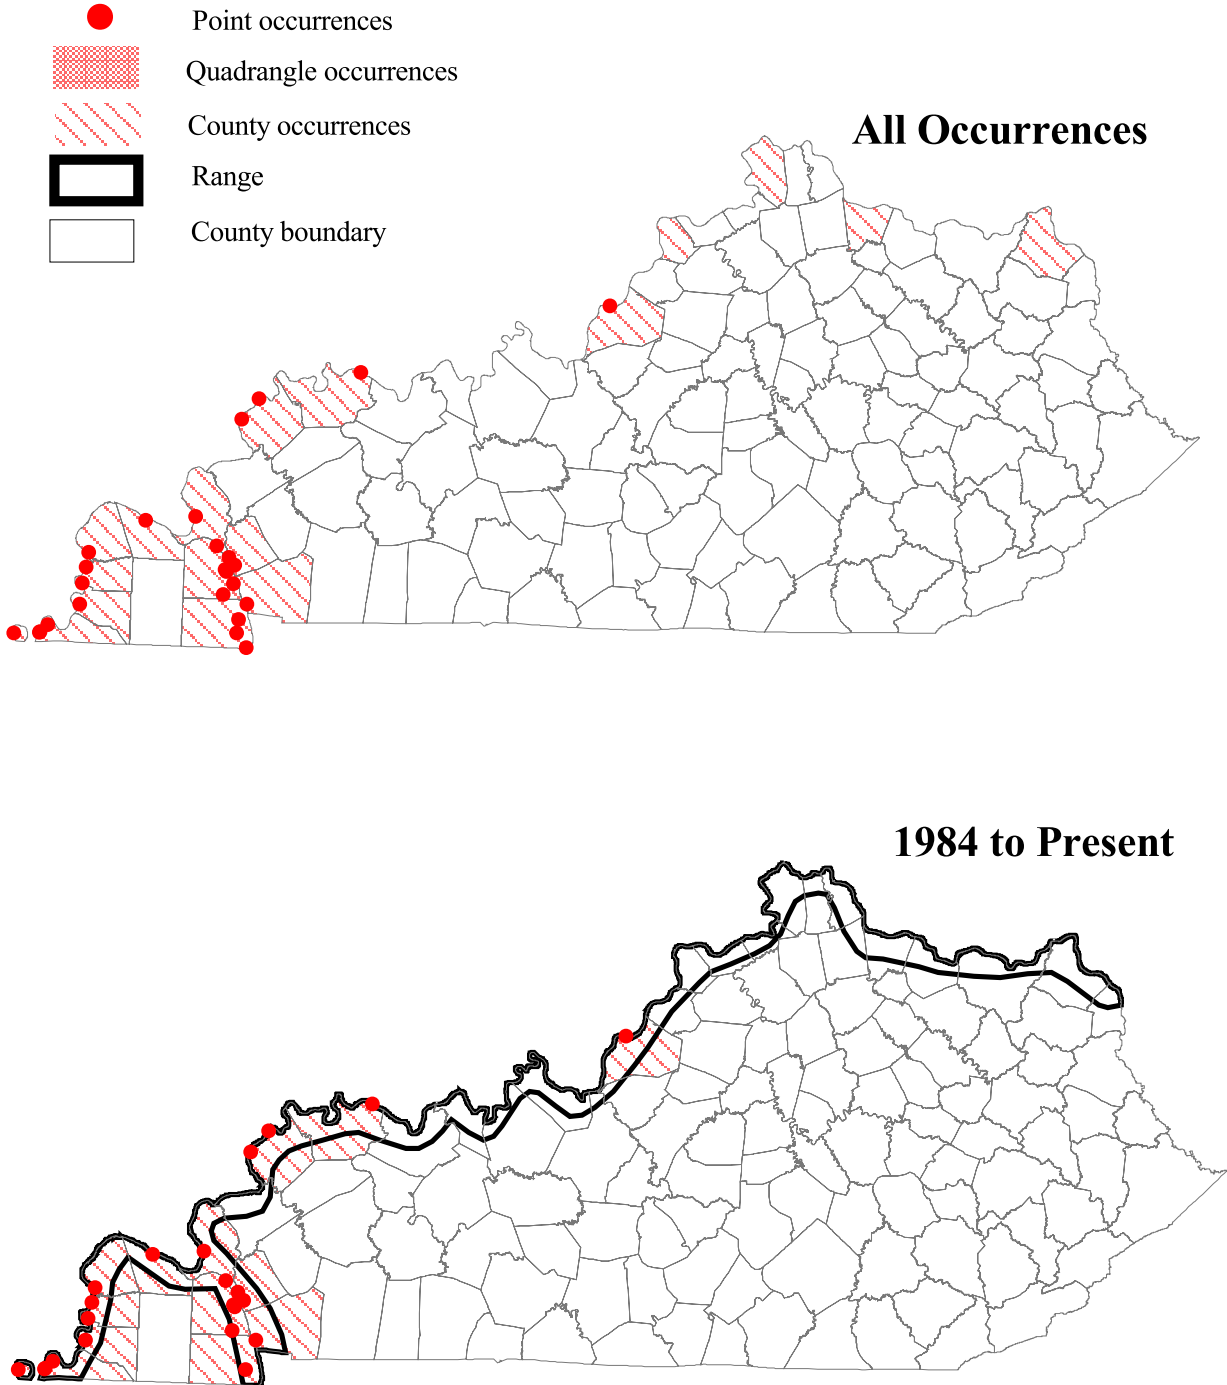 Point occurrences
Quadrangle occurrences
County occurrences
Range
County boundary
All Occurrences
1984 to Present